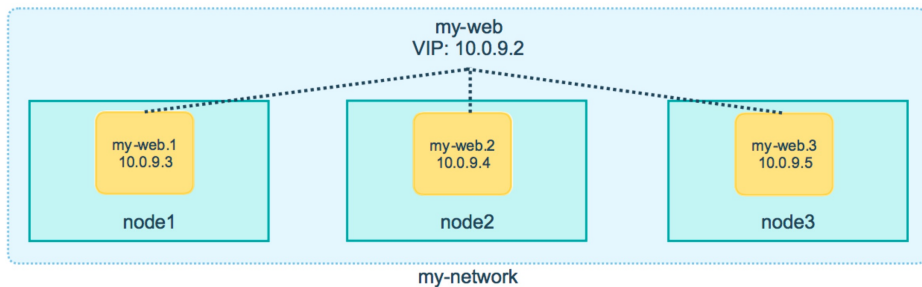 my-web
VIP: 10.0.9.2
my-web.1
10.0.9.3
my-web.2
10.0.9.4
my-web.3
10.0.9.5
node1
node2
node3
my-network